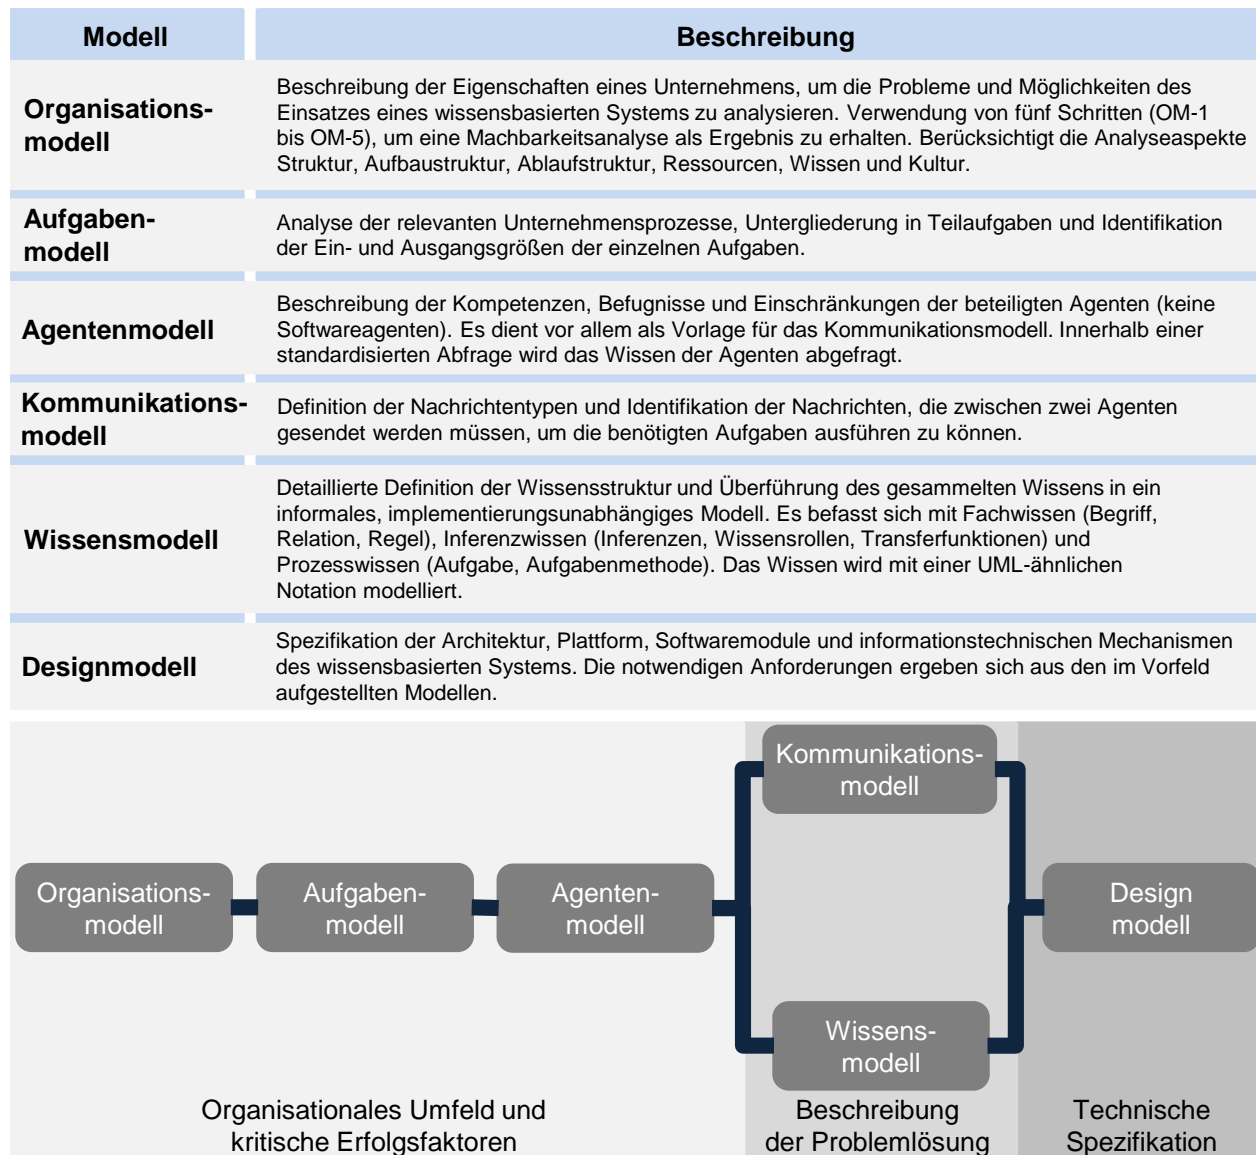 Modell
Beschreibung
Organisations-
modell
Beschreibung der Eigenschaften eines Unternehmens, um die Probleme und Möglichkeiten des
Einsatzes eines wissensbasierten Systems zu analysieren. Verwendung von fünf Schritten (OM-1
bis OM-5), um eine Machbarkeitsanalyse als Ergebnis zu erhalten. Berücksichtigt die Analyseaspekte
Struktur, Aufbaustruktur, Ablaufstruktur, Ressourcen, Wissen und Kultur.
Aufgaben-
modell
Analyse der relevanten Unternehmensprozesse, Untergliederung in Teilaufgaben und Identifikation
der Ein- und Ausgangsgrößen der einzelnen Aufgaben.
Agentenmodell
Beschreibung der Kompetenzen, Befugnisse und Einschränkungen der beteiligten Agenten (keine
Softwareagenten). Es dient vor allem als Vorlage für das Kommunikationsmodell. Innerhalb einer
standardisierten Abfrage wird das Wissen der Agenten abgefragt.
Kommunikations-
modell
Definition der Nachrichtentypen und Identifikation der Nachrichten, die zwischen zwei Agenten
gesendet werden müssen, um die benötigten Aufgaben ausführen zu können.
Wissensmodell
Detaillierte Definition der Wissensstruktur und Überführung des gesammelten Wissens in ein
informales, implementierungsunabhängiges Modell. Es befasst sich mit Fachwissen (Begriff,
Relation, Regel), Inferenzwissen (Inferenzen, Wissensrollen, Transferfunktionen) und
Prozesswissen (Aufgabe, Aufgabenmethode). Das Wissen wird mit einer UML-ähnlichen
Notation modelliert.
Designmodell
Spezifikation der Architektur, Plattform, Softwaremodule und informationstechnischen Mechanismen
des wissensbasierten Systems. Die notwendigen Anforderungen ergeben sich aus den im Vorfeld
aufgestellten Modellen.
Organisations-
modell
Aufgaben-
modell
Agenten-
modell
Kommunikations-
modell
Wissens-
modell
Design
modell
Organisationales Umfeld und
kritische Erfolgsfaktoren
Beschreibung
der Problemlösung
Technische
Spezifikation